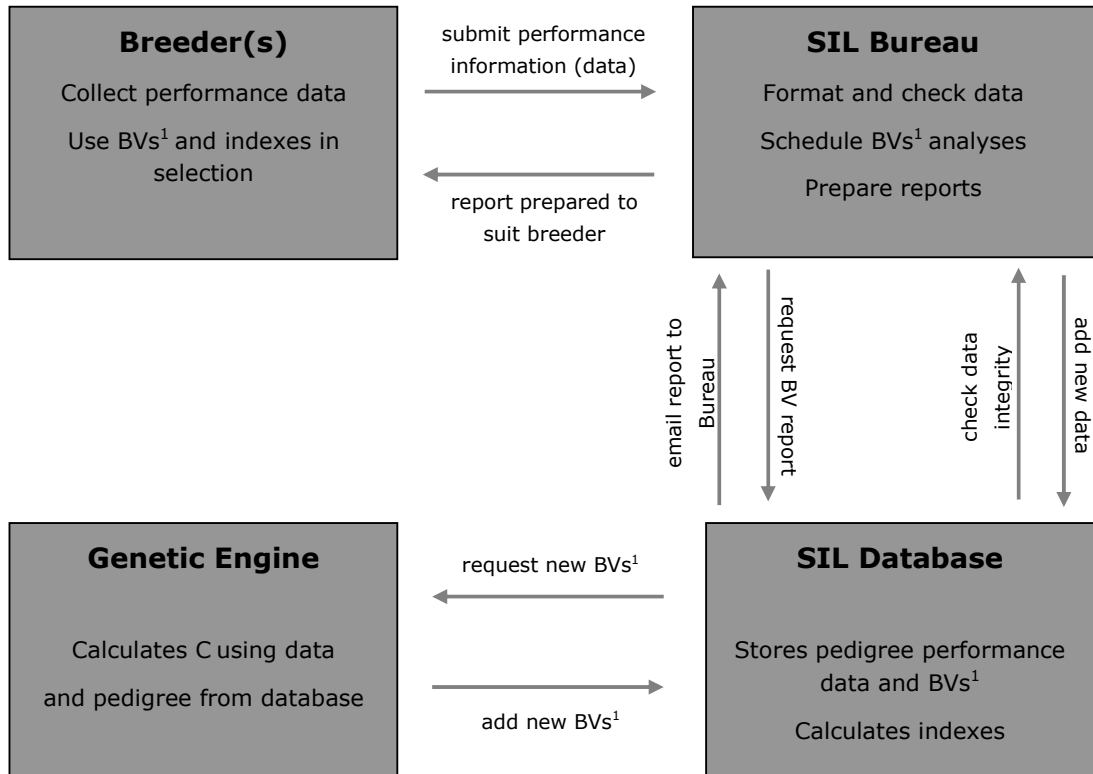 Breeder(s)
Collect performance data
Use BVs¹ and indexes in
selection
submit performance
information (data)
report prepared to
suit breeder
SIL Bureau
Format and check data
Schedule BVs¹ analyses
Prepare reports
email report to
Bureau
request BV report
check data
integrity
add new data
Genetic Engine
Calculates C using data
and pedigree from database
request new BVs¹
add new BVs¹
SIL Database
Stores pedigree performance
data and BVs¹
Calculates indexes